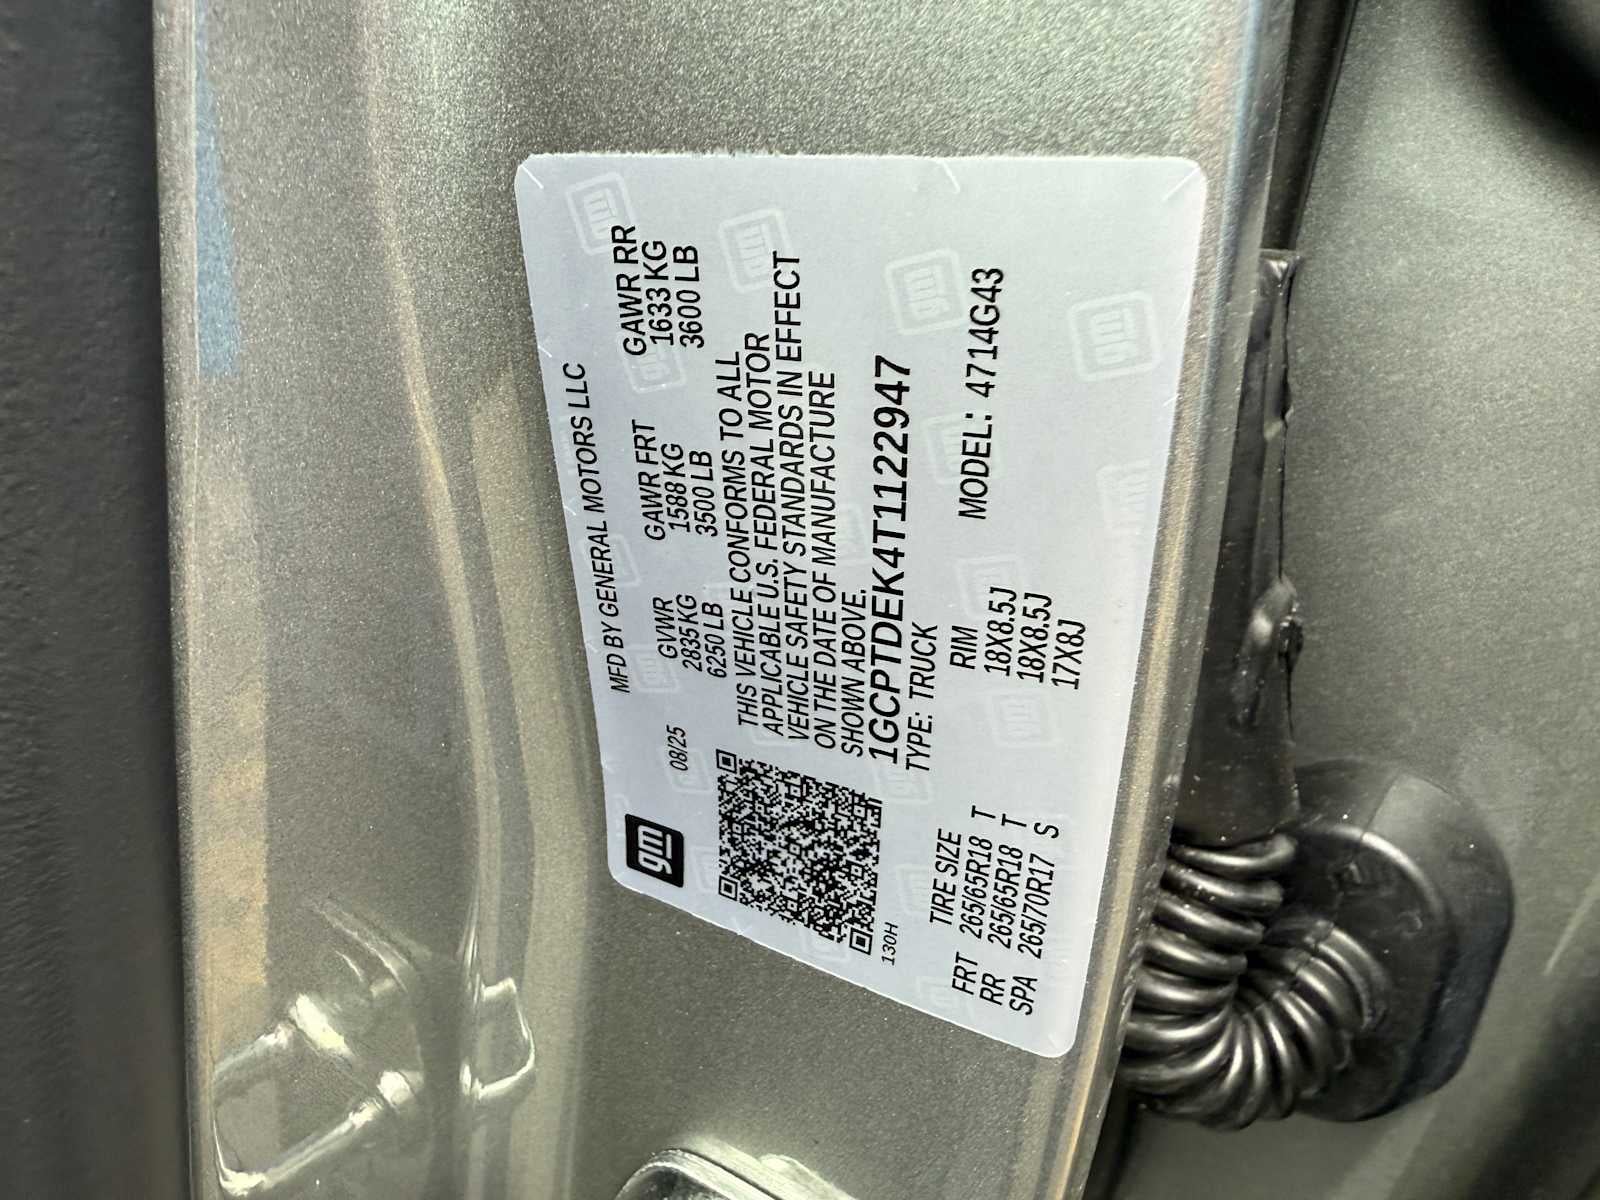 MFD BY GENERAL MOTORS LLC
08/25 GVWR GAWR FRT GAWR RR
2835 KG 1588 KG 1633 KG
6250 LB 3500 LB 3600 LB
THIS VEHICLE CONFORMS TO ALL
APPLICABLE U.S. FEDERAL MOTOR
VEHICLE SAFETY STANDARDS IN EFFECT
ON THE DATE OF MANUFACTURE
SHOWN ABOVE.
1GCPTDEK4T1122947
TYPE: TRUCK
gm
130H
MODEL: 4714G43
TIRE SIZE RIM
FRT 265/65R18 T 18X8.5J
RR 265/65R18 T 18X8.5J
SPA 265/70R17 S 17X8J